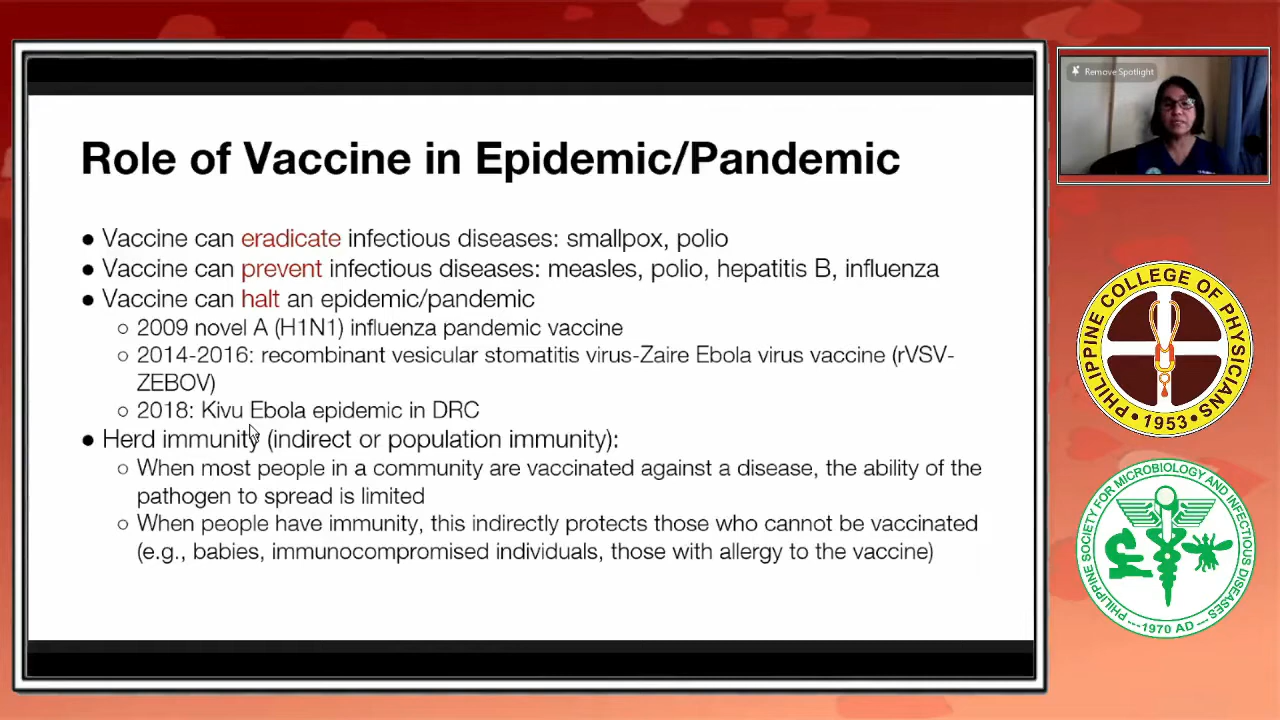 Remove Spotlight
Role of Vaccine in Epidemic/Pandemic
● Vaccine can eradicate infectious diseases: smallpox, polio
● Vaccine can prevent infectious diseases: measles, polio, hepatitis B, influenza
● Vaccine can halt an epidemic/pandemic
○ 2009 novel A (H1N1) influenza pandemic vaccine
○ 2014-2016: recombinant vesicular stomatitis virus-Zaire Ebola virus vaccine (rVSV-
ZEBOV)
○ 2018: Kivu Ebola epidemic in DRC
● Herd immunity (indirect or population immunity):
○ When most people in a community are vaccinated against a disease, the ability of the
pathogen to spread is limited
○ When people have immunity, this indirectly protects those who cannot be vaccinated
(e.g., babies, immunocompromised individuals, those with allergy to the vaccine)
PHILIPPINE COLLEGE OF PHYSICIANS
• 1953 •
PHILIPPINE SOCIETY FOR MICROBIOLOGY AND INFECTIOUS DISEASES
---1970 AD---